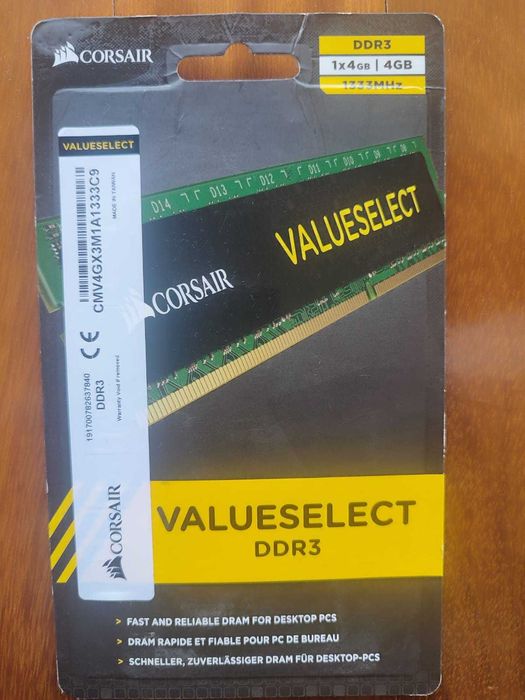 CORSAIR
DDR3
1x4GB | 4GB
1333MHz
VALUESELECT
CMV4GX3M1A1333C9
MADE IN TAIWAN
191700782637840
DDR3
Warranty Void if removed
CORSAIR
D14 D13 D12 D11 D10 D9 D8
VALUESELECT
CORSAIR
VALUESELECT
DDR3
> FAST AND RELIABLE DRAM FOR DESKTOP PCS
> DRAM RAPIDE ET FIABLE POUR PC DE BUREAU
> SCHNELLER, ZUVERLÄSSIGER DRAM FÜR DESKTOP-PCS